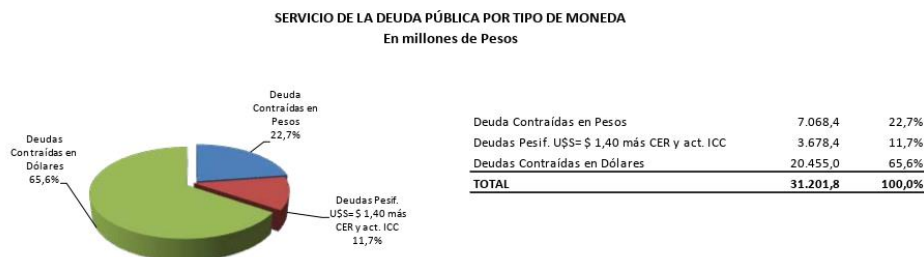 SERVICIO DE LA DEUDA PÚBLICA POR TIPO DE MONEDA
En millones de Pesos
Deuda
Contraídas en
Pesos
22,7%
Deudas
Contraídas en
Dólares
65,6%
Deudas Pesif.
U$S= $ 1,40 más
CER y act. ICC
11,7%
Deuda Contraídas en Pesos 7.068,4 22,7%
Deudas Pesif. U$S= $ 1,40 más CER y act. ICC 3.678,4 11,7%
Deudas Contraídas en Dólares 20.455,0 65,6%
TOTAL 31.201,8 100,0%